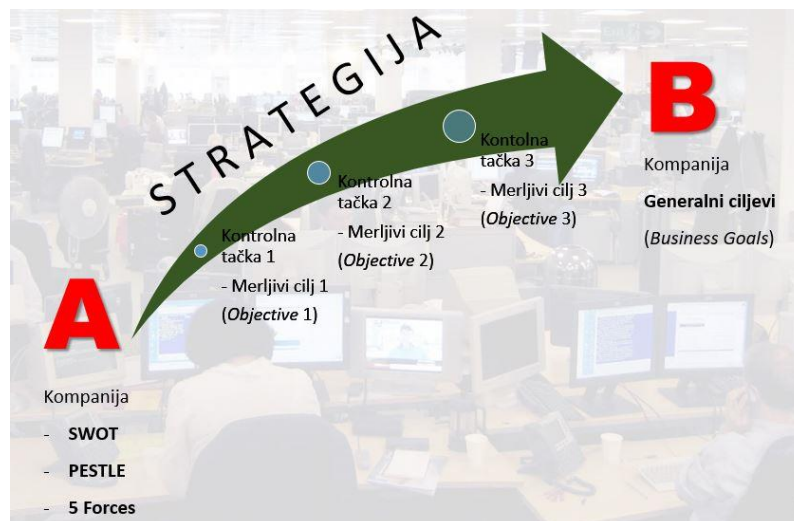 STRATEGIJA
A
Kompanija
- SWOT
- PESTLE
- 5 Forces
Kontrolna
tačka 1
- Merljivi cilj 1
(Objective 1)
Kontrolna
tačka 2
- Merljivi cilj 2
(Objective 2)
Kontolna
tačka 3
- Merljivi cilj 3
(Objective 3)
B
Kompanija
Generalni ciljevi
(Business Goals)